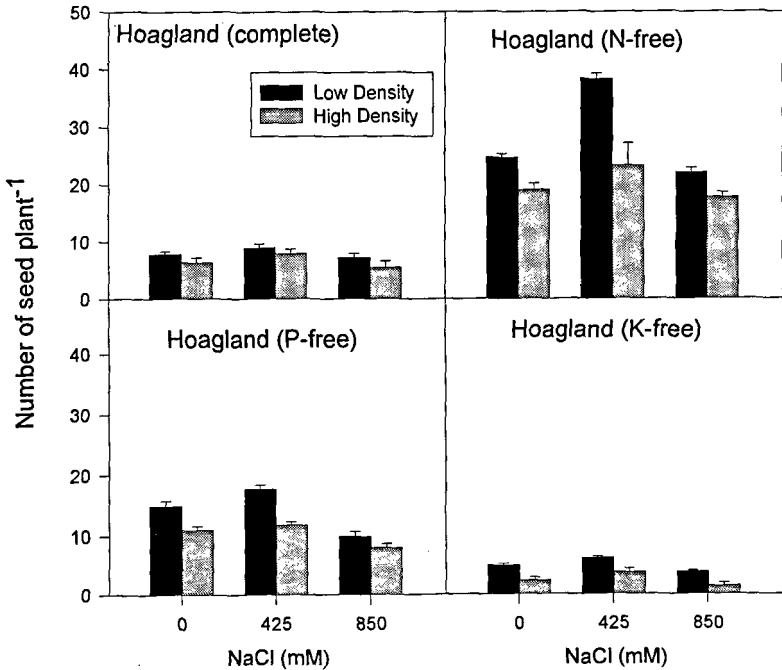 Number of seed plant-1
50
40
30
20
10
0
Hoagland (complete)
Low Density
High Density
Hoagland (N-free)
40
30
20
10
0
Hoagland (P-free)
Hoagland (K-free)
0 425 850
NaCl (mM)
0 425 850
NaCl (mM)